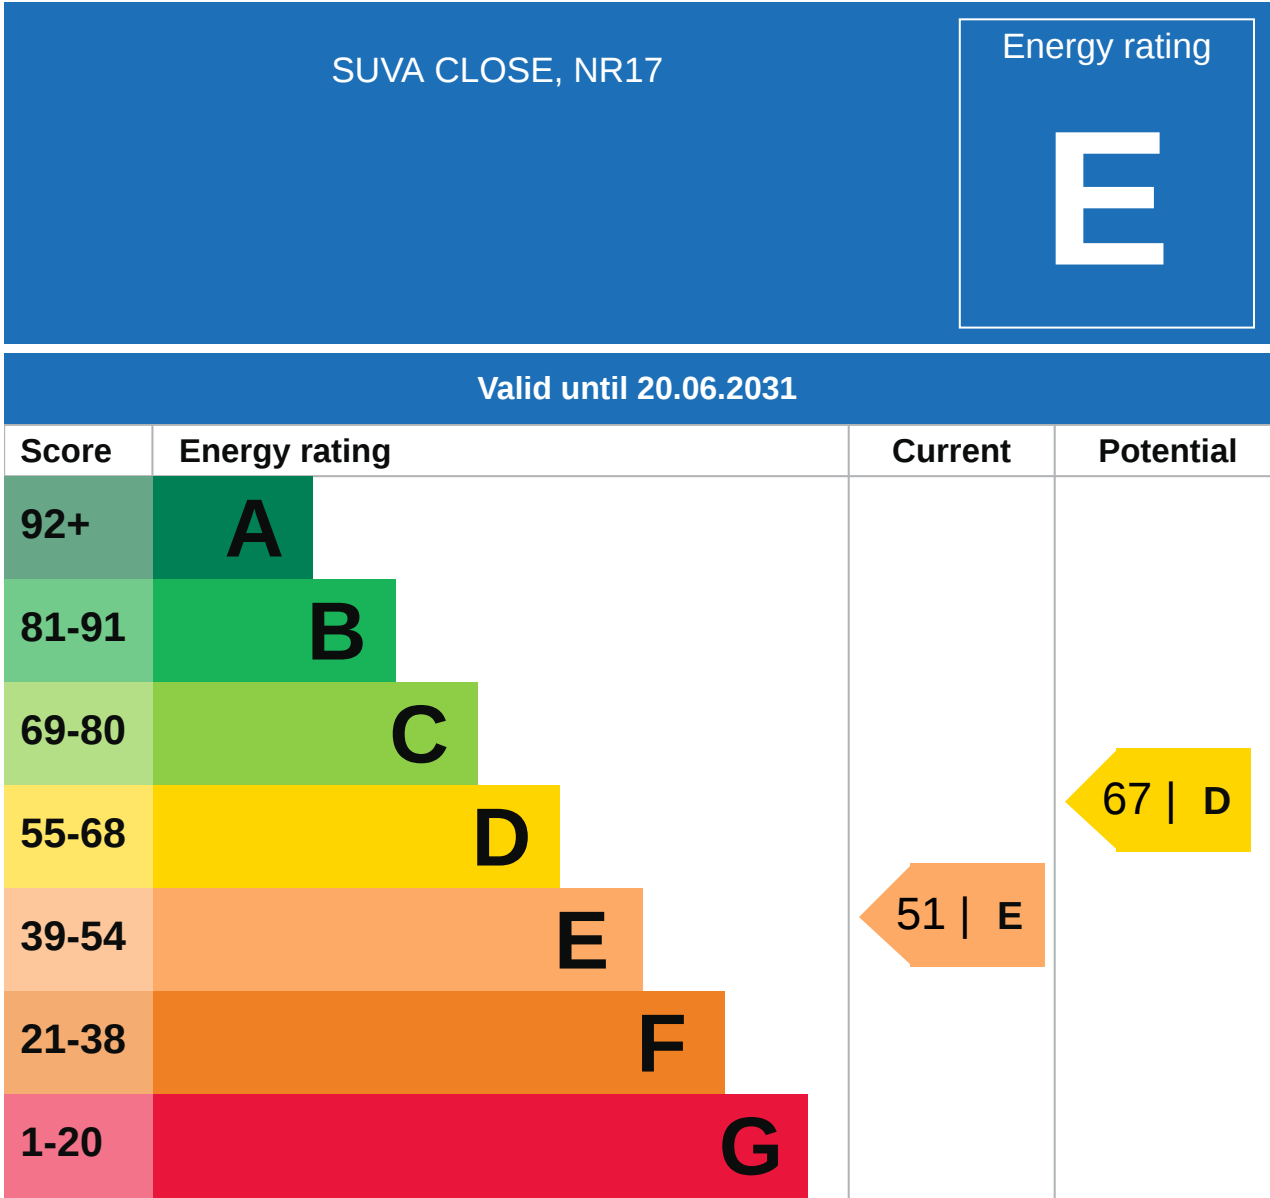 SUVA CLOSE, NR17
Energy rating
E
Valid until 20.06.2031
Score Energy rating Current Potential
92+ A
81-91 B
69-80 C
67 | D
55-68 D
51 | E
39-54 E
21-38 F
1-20 G